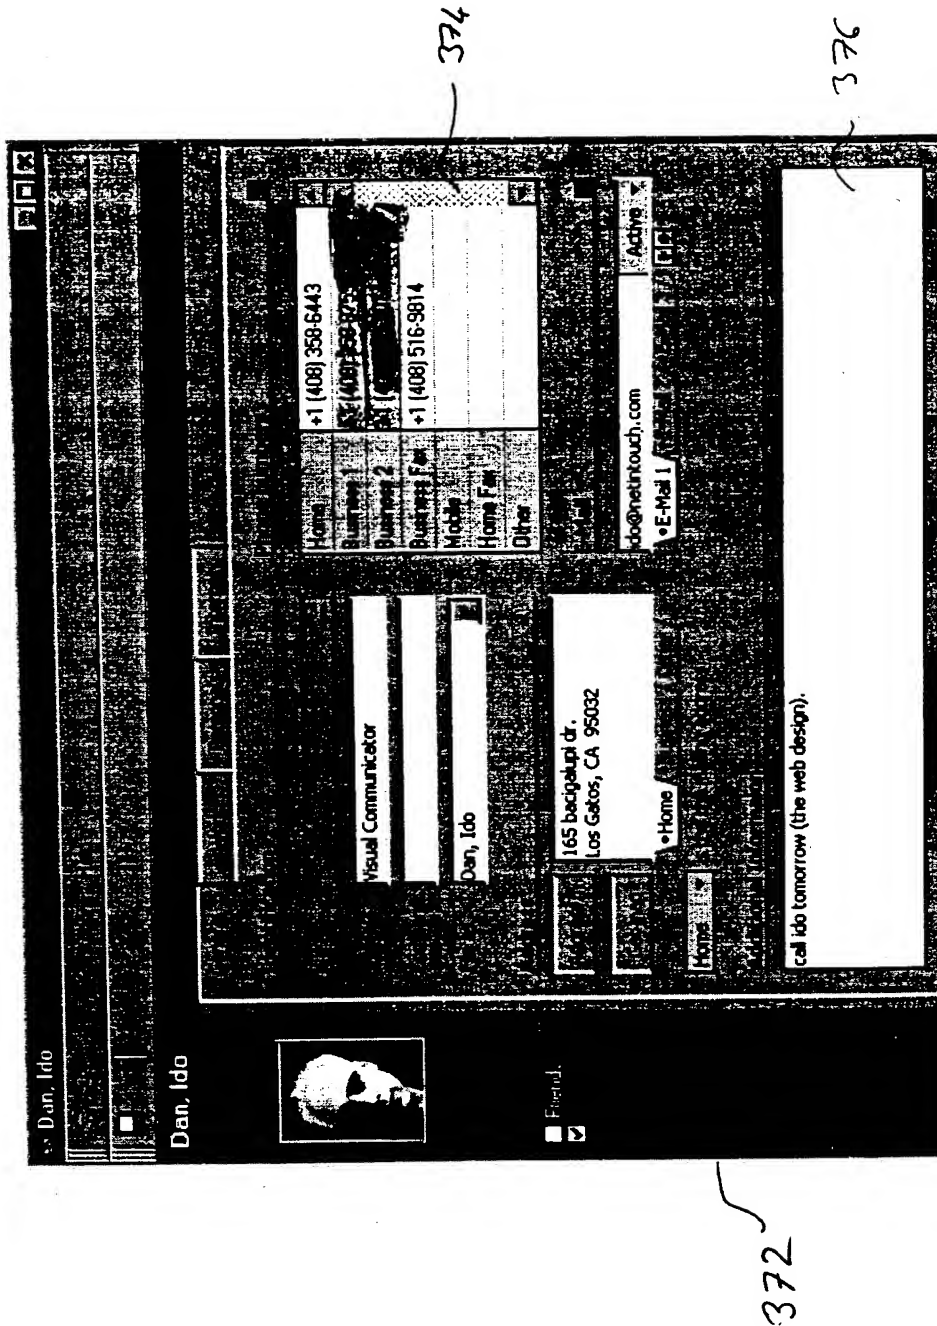 Dan, Ido
Dan, Ido
Friend.
Visual Communicator
Dan, Ido
Home +1 (408) 358-6443
Business 1
Business 2
Business Fax +1 (408) 516-9814
Mobile
Home Fax
Other
165 bacigalupi dr.
Los Gatos, CA 95032
•Home
Home
ido@netintouch.com
Active
•E-Mail 1
call ido tomorrow (the web design).
372
374
376